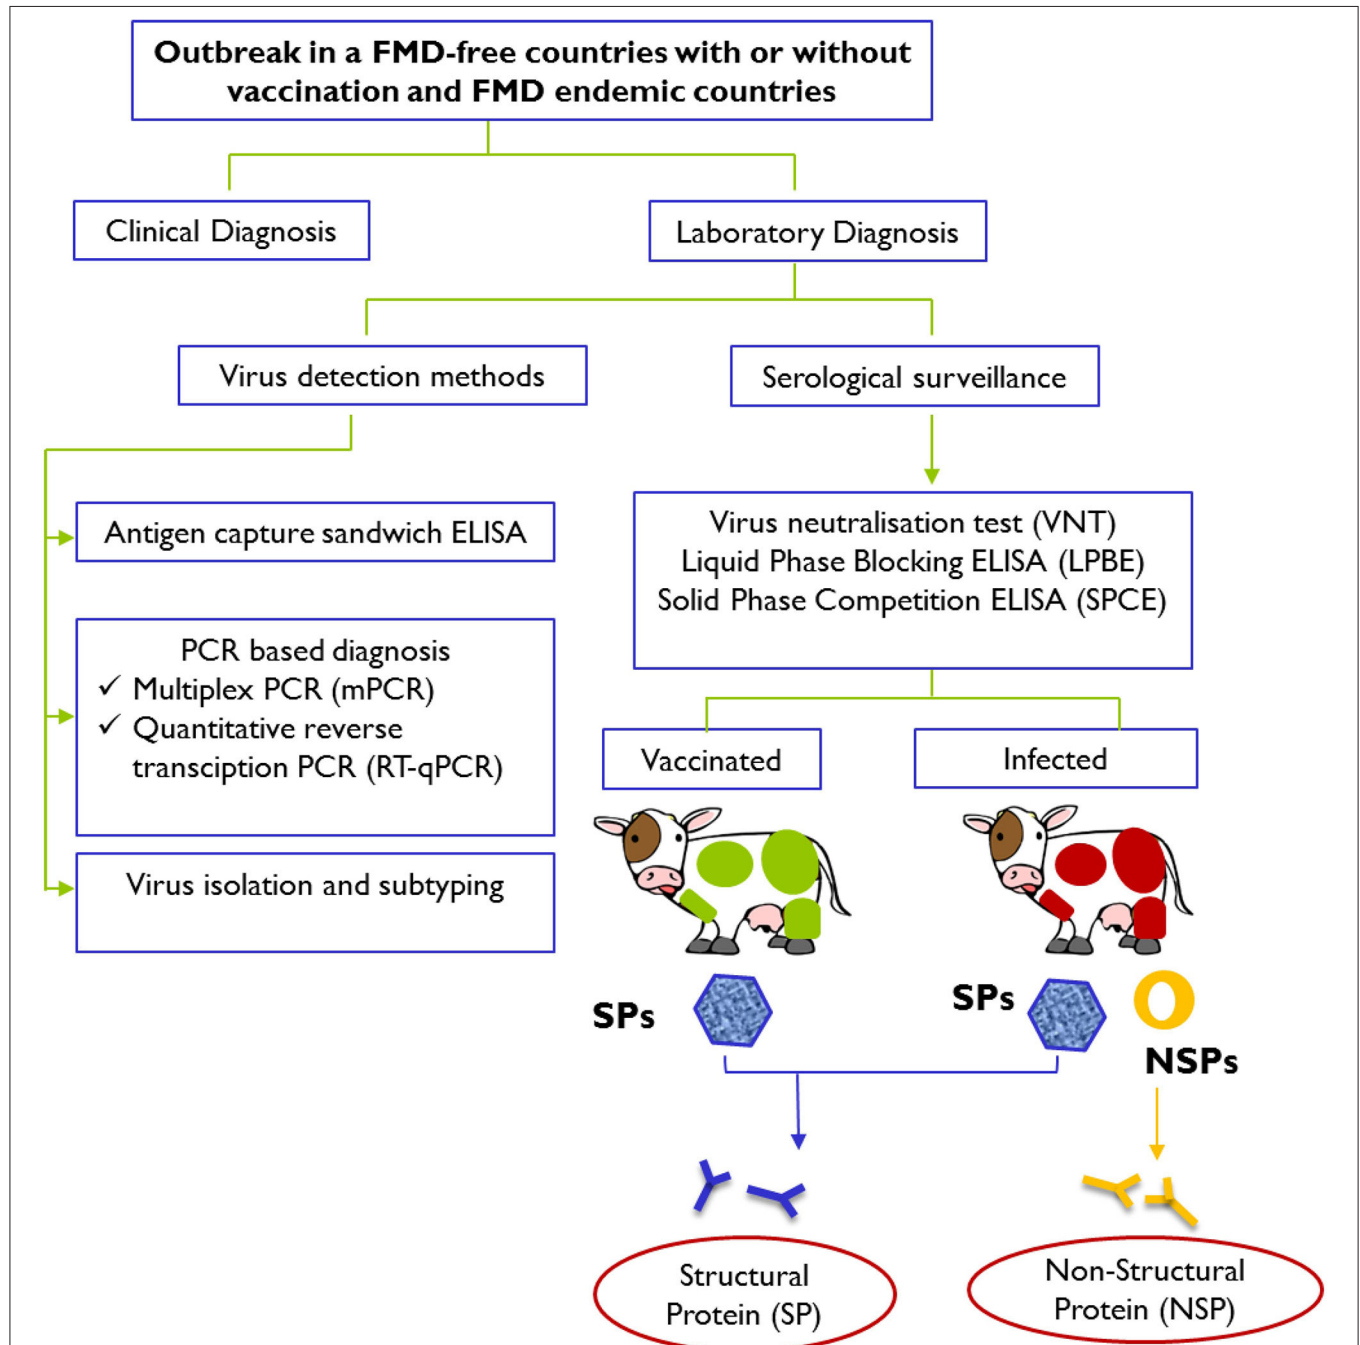 Outbreak in a FMD-free countries with or without
vaccination and FMD endemic countries
Clinical Diagnosis
Laboratory Diagnosis
Virus detection methods
Serological surveillance
Antigen capture sandwich ELISA
PCR based diagnosis
✓ Multiplex PCR (mPCR)
✓ Quantitative reverse
transciption PCR (RT-qPCR)
Virus isolation and subtyping
Virus neutralisation test (VNT)
Liquid Phase Blocking ELISA (LPBE)
Solid Phase Competition ELISA (SPCE)
Vaccinated
Infected
SPs
SPs
NSPs
Structural
Protein (SP)
Non-Structural
Protein (NSP)